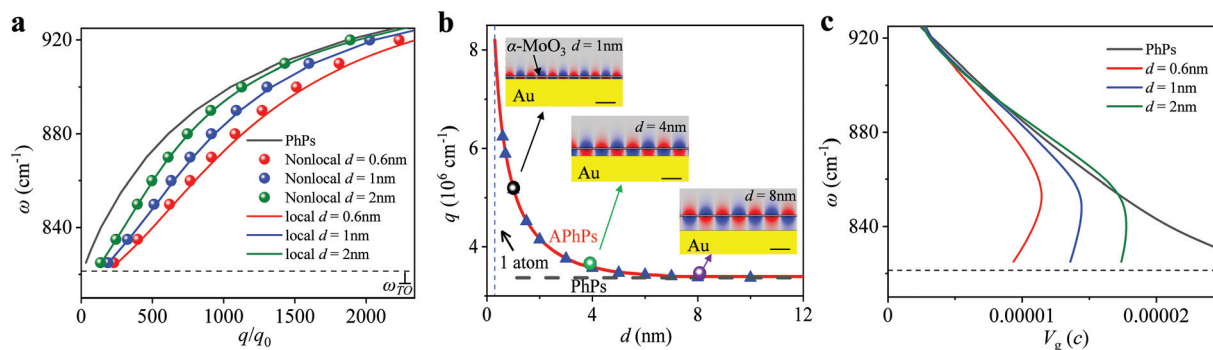 a
ω (cm⁻¹)
920
880
840
PhPs
Nonlocal d = 0.6nm
Nonlocal d = 1nm
Nonlocal d = 2nm
local d = 0.6nm
local d = 1nm
local d = 2nm
ω⊥TO
0 500 1000 1500 2000
q/q₀
b
q (10⁶ cm⁻¹)
8
6
4
α-MoO₃ d = 1nm
Au
d = 4nm
Au
d = 8nm
Au
APhPs
1 atom
PhPs
0 4 8 12
d (nm)
c
ω (cm⁻¹)
920
880
840
PhPs
d = 0.6nm
d = 1nm
d = 2nm
0 0.00001 0.00002
Vg (c)